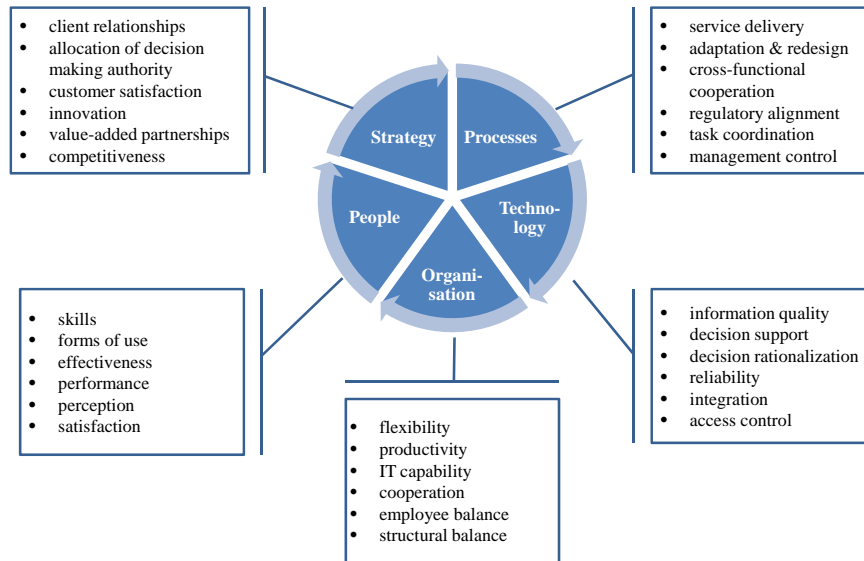 • client relationships
• allocation of decision
making authority
• customer satisfaction
• innovation
• value-added partnerships
• competitiveness
• service delivery
• adaptation & redesign
• cross-functional
cooperation
• regulatory alignment
• task coordination
• management control
Strategy
Processes
People
Techno-
logy
Organi-
sation
• skills
• forms of use
• effectiveness
• performance
• perception
• satisfaction
• information quality
• decision support
• decision rationalization
• reliability
• integration
• access control
• flexibility
• productivity
• IT capability
• cooperation
• employee balance
• structural balance